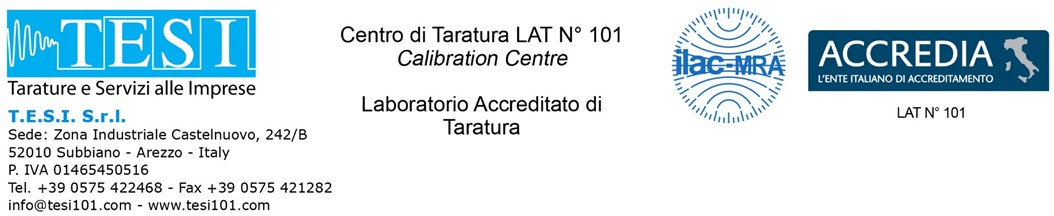 TESI
Tarature e Servizi alle Imprese
T.E.S.I. S.r.l.
Sede: Zona Industriale Castelnuovo, 242/B
52010 Subbiano - Arezzo - Italy
P. IVA 01465450516
Tel. +39 0575 422468 - Fax +39 0575 421282
info@tesi101.com - www.tesi101.com
Centro di Taratura LAT N° 101
Calibration Centre
Laboratorio Accreditato di
Taratura
ilac-MRA
ACCREDIA
L'ENTE ITALIANO DI ACCREDITAMENTO
LAT N° 101